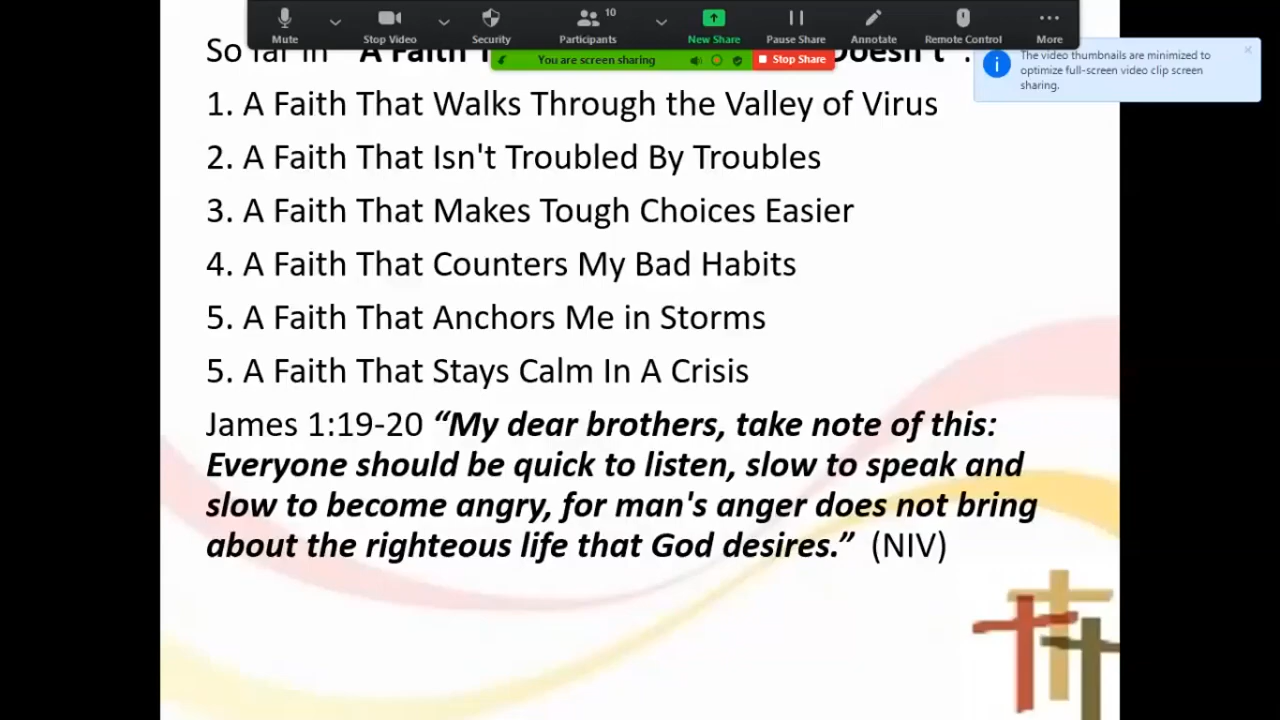 10
Mute
Stop Video
Security
Participants
New Share
Pause Share
Annotate
Remote Control
More
You are screen sharing
Stop Share
The video thumbnails are minimized to
optimize full-screen video clip screen
sharing.
So far in "A Faith Doesn't".
1. A Faith That Walks Through the Valley of Virus
2. A Faith That Isn't Troubled By Troubles
3. A Faith That Makes Tough Choices Easier
4. A Faith That Counters My Bad Habits
5. A Faith That Anchors Me in Storms
5. A Faith That Stays Calm In A Crisis
James 1:19-20 “My dear brothers, take note of this:
Everyone should be quick to listen, slow to speak and
slow to become angry, for man's anger does not bring
about the righteous life that God desires.” (NIV)